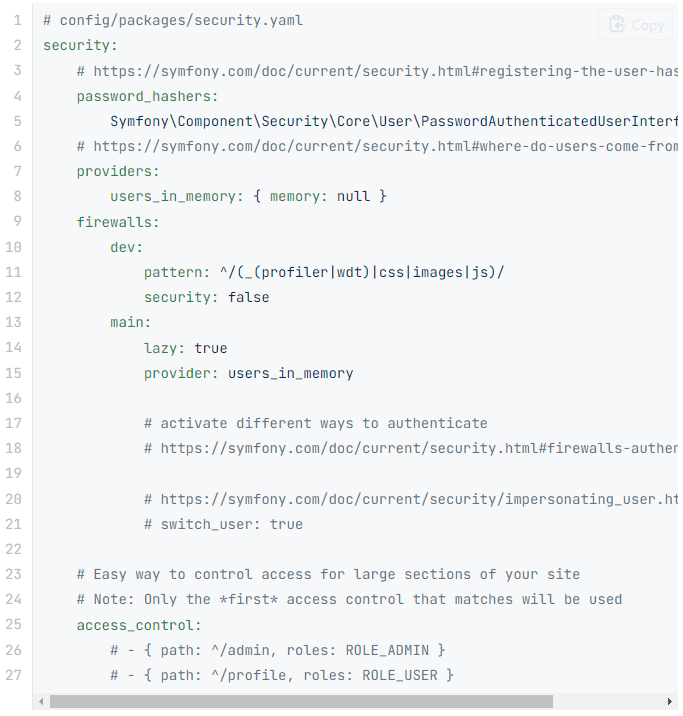 1 # config/packages/security.yaml
Copy
2 security:
3     # https://symfony.com/doc/current/security.html#registering-the-user-has
4     password_hashers:
5         Symfony\Component\Security\Core\User\PasswordAuthenticatedUserInterf
6     # https://symfony.com/doc/current/security.html#where-do-users-come-from
7     providers:
8         users_in_memory: { memory: null }
9     firewalls:
10         dev:
11             pattern: ^/(_(profiler|wdt)|css|images|js)/
12             security: false
13         main:
14             lazy: true
15             provider: users_in_memory
16
17             # activate different ways to authenticate
18             # https://symfony.com/doc/current/security.html#firewalls-authen
19
20             # https://symfony.com/doc/current/security/impersonating_user.ht
21             # switch_user: true
22
23     # Easy way to control access for large sections of your site
24     # Note: Only the *first* access control that matches will be used
25     access_control:
26         # - { path: ^/admin, roles: ROLE_ADMIN }
27         # - { path: ^/profile, roles: ROLE_USER }